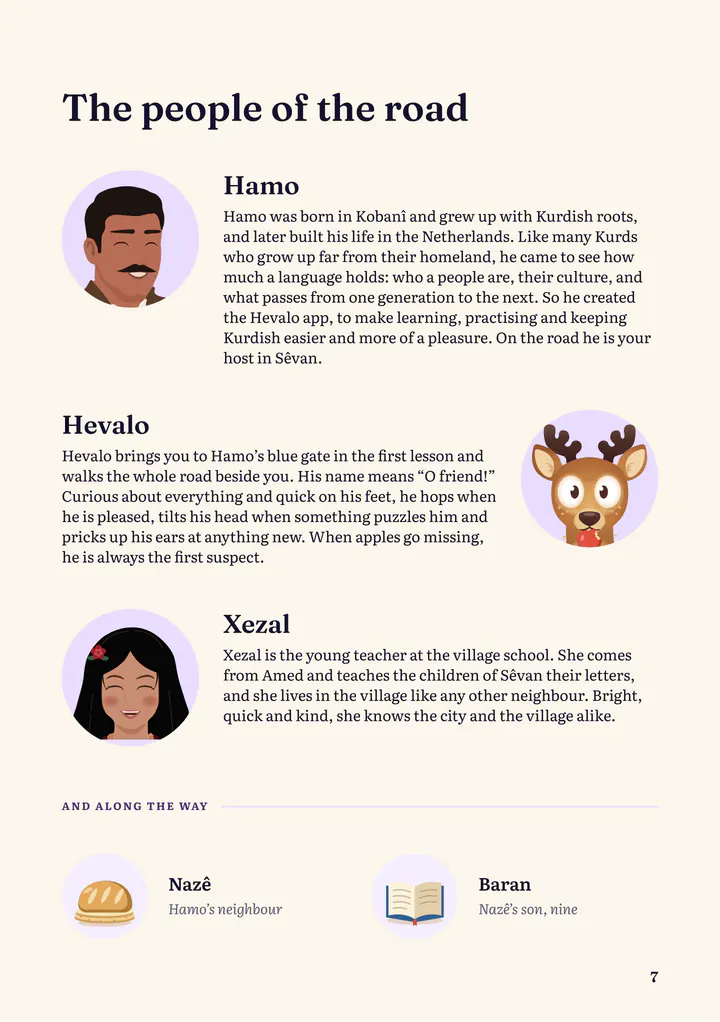 The people of the road
Hamo
Hamo was born in Kobanî and grew up with Kurdish roots,
and later built his life in the Netherlands. Like many Kurds
who grow up far from their homeland, he came to see how
much a language holds: who a people are, their culture, and
what passes from one generation to the next. So he created
the Hevalo app, to make learning, practising and keeping
Kurdish easier and more of a pleasure. On the road he is your
host in Sêvan.
Hevalo
Hevalo brings you to Hamo’s blue gate in the first lesson and
walks the whole road beside you. His name means “O friend!”
Curious about everything and quick on his feet, he hops when
he is pleased, tilts his head when something puzzles him and
pricks up his ears at anything new. When apples go missing,
he is always the first suspect.
Xezal
Xezal is the young teacher at the village school. She comes
from Amed and teaches the children of Sêvan their letters,
and she lives in the village like any other neighbour. Bright,
quick and kind, she knows the city and the village alike.
AND ALONG THE WAY
Nazê
Hamo’s neighbour
Baran
Nazê’s son, nine
7